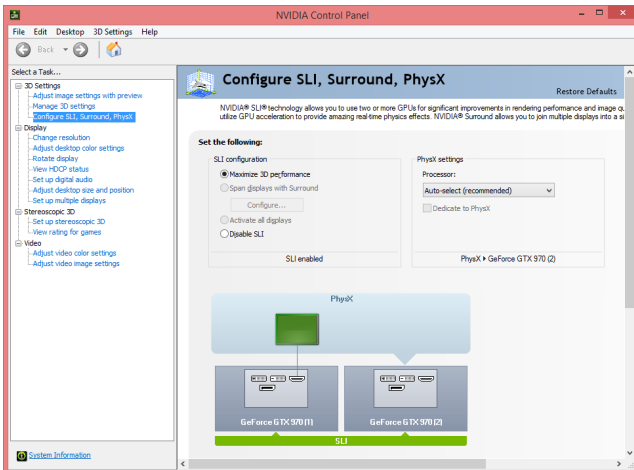 NVIDIA Control Panel
File Edit Desktop 3D Settings Help
Back
Select a Task...
3D Settings
Adjust image settings with preview
Manage 3D settings
Configure SLI, Surround, PhysX
Display
Change resolution
Adjust desktop color settings
Rotate display
View HDCP status
Set up digital audio
Adjust desktop size and position
Set up multiple displays
Stereoscopic 3D
Set up stereoscopic 3D
View rating for games
Video
Adjust video color settings
Adjust video image settings
System Information
Configure SLI, Surround, PhysX
Restore Defaults
NVIDIA® SLI® technology allows you to use two or more GPUs for significant improvements in rendering performance and image qu
utilize GPU acceleration to provide amazing real-time physics effects. NVIDIA® Surround allows you to join multiple displays into a si
Set the following:
SLI configuration
Maximize 3D performance
Span displays with Surround
Configure...
Activate all displays
Disable SLI
SLI enabled
PhysX settings
Processor:
Auto-select (recommended)
Dedicate to PhysX
PhysX ▸ GeForce GTX 970 (2)
PhysX
GeForce GTX 970 (1)
GeForce GTX 970 (2)
SLI